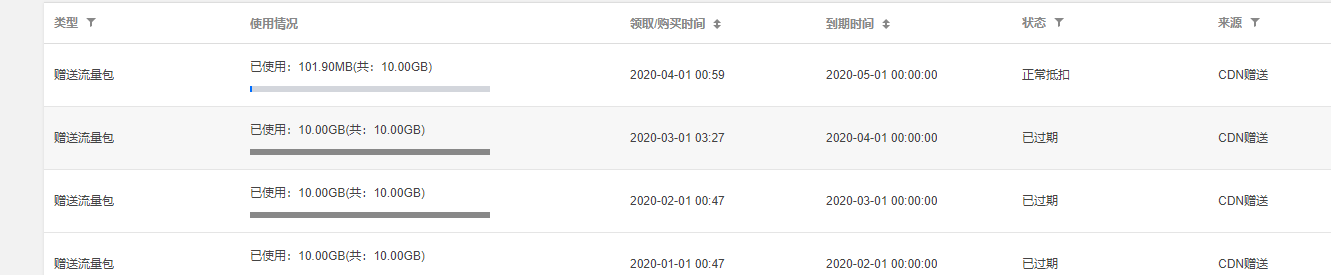 类型 使用情况 领取/购买时间 到期时间 状态 来源
已使用：101.90MB(共：10.00GB)
赠送流量包 2020-04-01 00:59 2020-05-01 00:00:00 正常抵扣 CDN赠送
已使用：10.00GB(共：10.00GB)
赠送流量包 2020-03-01 03:27 2020-04-01 00:00:00 已过期 CDN赠送
已使用：10.00GB(共：10.00GB)
赠送流量包 2020-02-01 00:47 2020-03-01 00:00:00 已过期 CDN赠送
已使用：10.00GB(共：10.00GB)
赠送流量包 2020-01-01 00:47 2020-02-01 00:00:00 已过期 CDN赠送